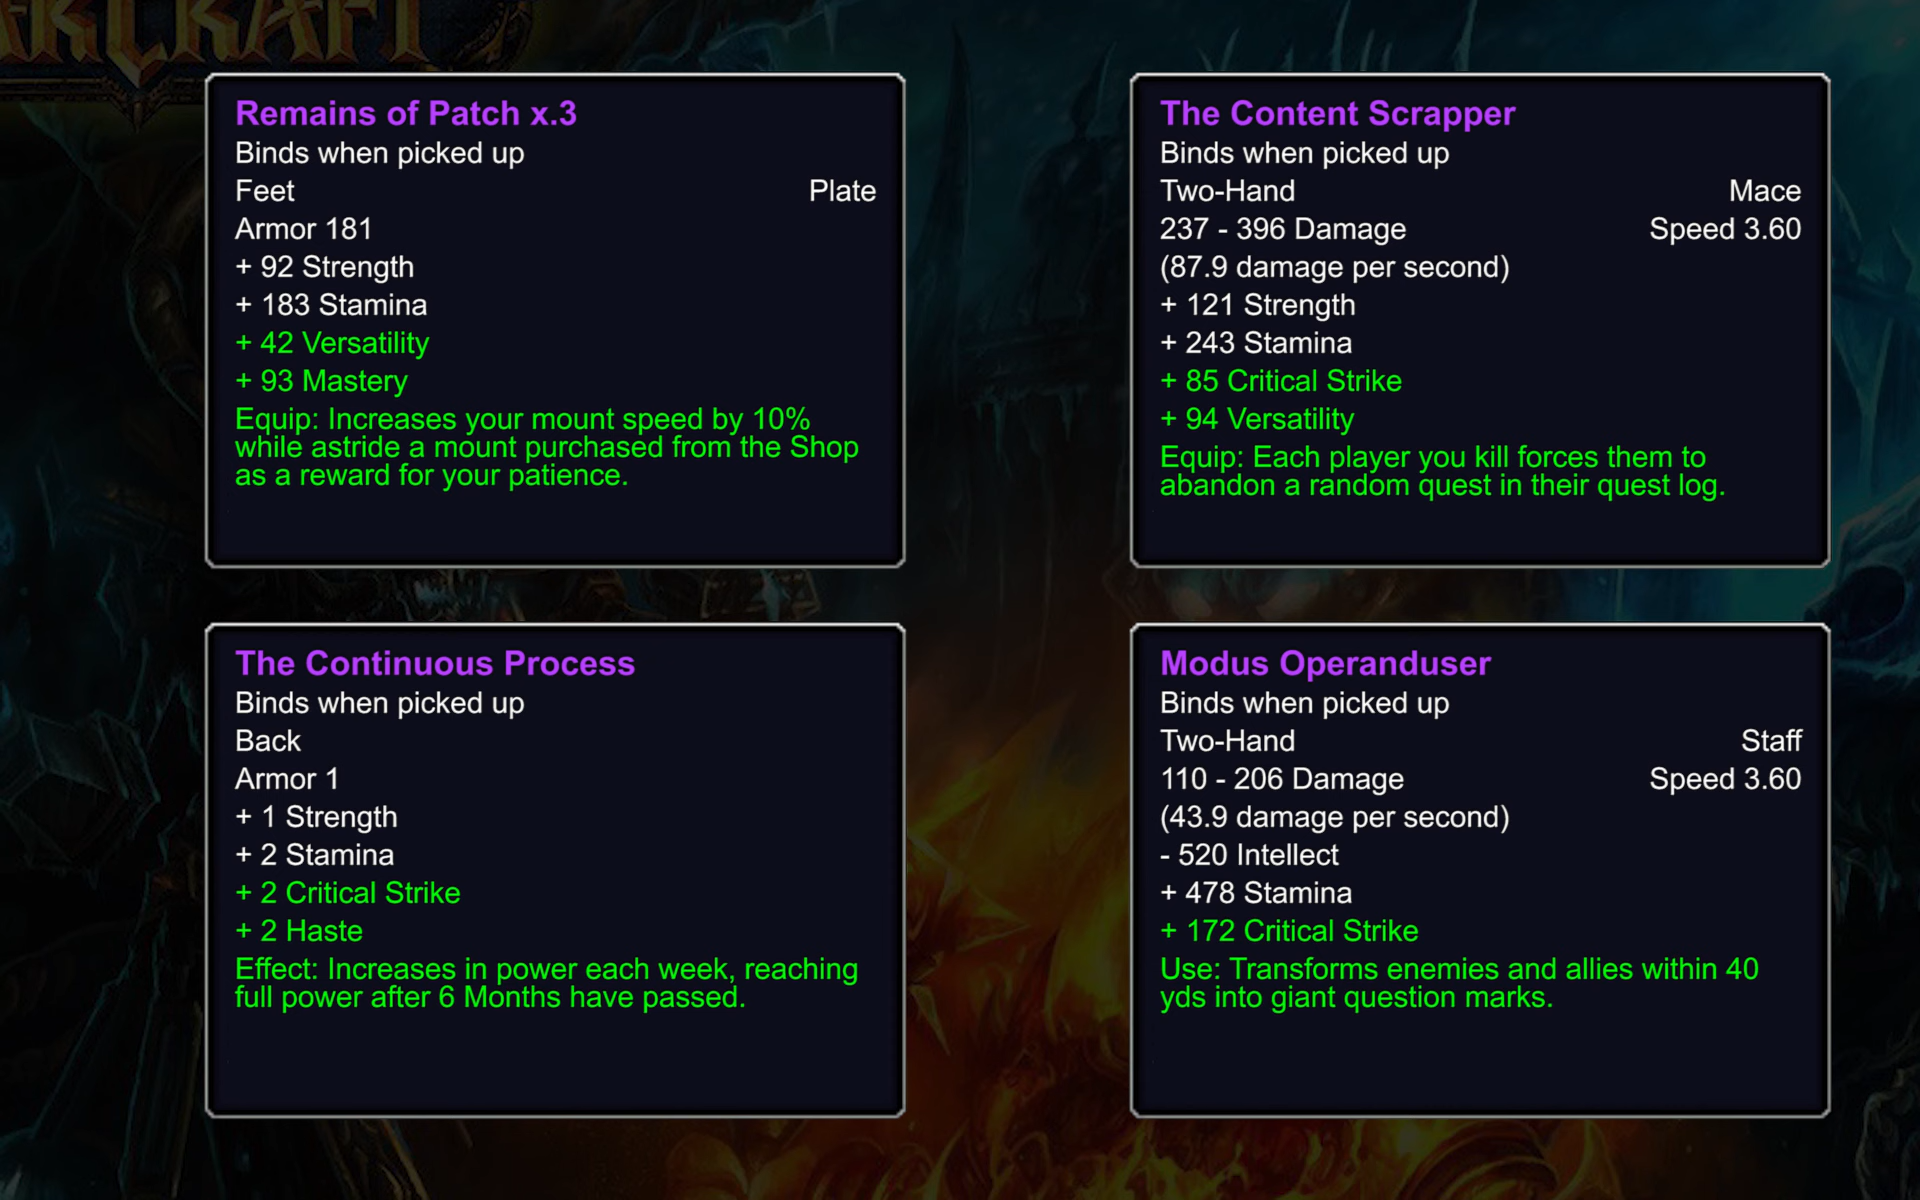 Remains of Patch x.3
Binds when picked up
Feet Plate
Armor 181
+ 92 Strength
+ 183 Stamina
+ 42 Versatility
+ 93 Mastery
Equip: Increases your mount speed by 10%
while astride a mount purchased from the Shop
as a reward for your patience.
The Content Scrapper
Binds when picked up
Two-Hand Mace
237 - 396 Damage Speed 3.60
(87.9 damage per second)
+ 121 Strength
+ 243 Stamina
+ 85 Critical Strike
+ 94 Versatility
Equip: Each player you kill forces them to
abandon a random quest in their quest log.
The Continuous Process
Binds when picked up
Back
Armor 1
+ 1 Strength
+ 2 Stamina
+ 2 Critical Strike
+ 2 Haste
Effect: Increases in power each week, reaching
full power after 6 Months have passed.
Modus Operanduser
Binds when picked up
Two-Hand Staff
110 - 206 Damage Speed 3.60
(43.9 damage per second)
- 520 Intellect
+ 478 Stamina
+ 172 Critical Strike
Use: Transforms enemies and allies within 40
yds into giant question marks.